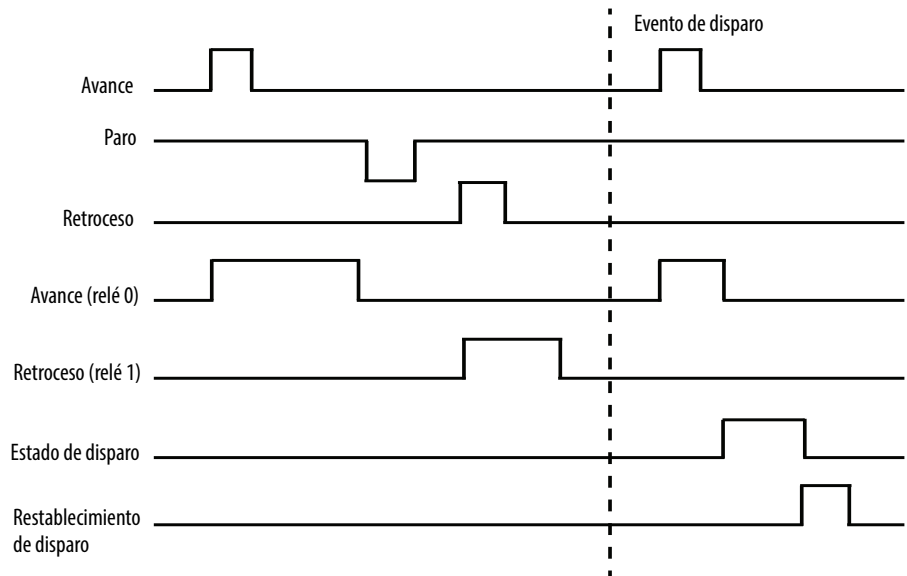 Evento de disparo
Avance
Paro
Retroceso
Avance (relé 0)
Retroceso (relé 1)
Estado de disparo
Restablecimiento
de disparo